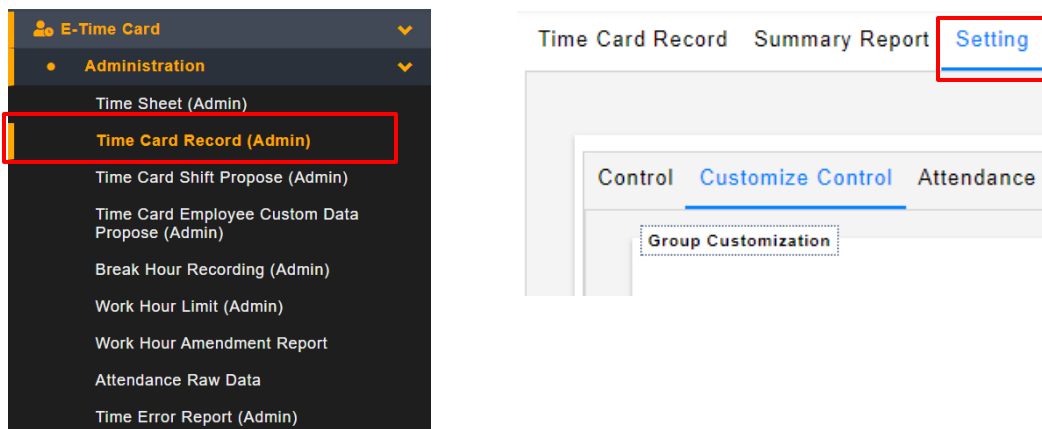 E-Time Card
Administration
Time Sheet (Admin)
Time Card Record (Admin)
Time Card Shift Propose (Admin)
Time Card Employee Custom Data
Propose (Admin)
Break Hour Recording (Admin)
Work Hour Limit (Admin)
Work Hour Amendment Report
Attendance Raw Data
Time Error Report (Admin)
Time Card Record Summary Report Setting
Control Customize Control Attendance
Group Customization